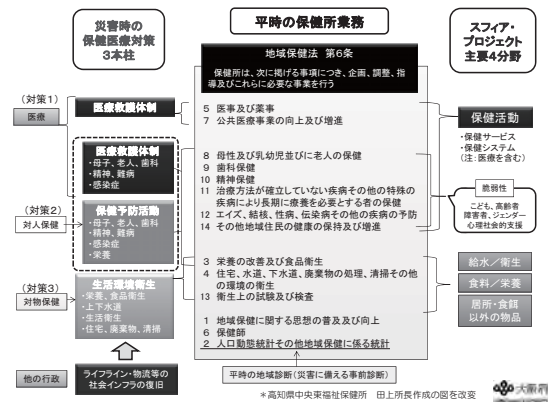 災害時の
保健医療対策
3本柱
平時の保健所業務
スフィア・
プロジェクト
主要4分野
地域保健法 第6条
保健所は、次に掲げる事項につき、企画、調整、指
導及びこれらに必要な事業を行う
(対策1)
医療
医療救護体制
5 医事及び薬事
7 公共医療事業の向上及び増進
保健活動
・保健サービス
・保健システム
(注:医療を含む)
医療救護体制
・母子、老人、歯科
・精神、難病
・感染症
8 母性及び乳幼児並びに老人の保健
9 歯科保健
10 精神保健
11 治療方法が確立していない疾病その他の特殊の
疾病により長期に療養を必要とする者の保健
12 エイズ、結核、性病、伝染病その他の疾病の予防
14 その他地域住民の健康の保持及び増進
脆弱性
こども、高齢者
障害者、ジェンダー
心理社会的支援
(対策2)
対人保健
保健予防活動
・母子、老人、歯科
・精神、難病
・感染症
・栄養
(対策3)
対物保健
生活環境衛生
・栄養、食品衛生
・上下水道
・生活衛生
・住宅、廃棄物、清掃
3 栄養の改善及び食品衛生
4 住宅、水道、下水道、廃棄物の処理、清掃その他
の環境の衛生
13 衛生上の試験及び検査
1 地域保健に関する思想の普及及び向上
6 保健師
2 人口動態統計その他地域保健に係る統計
給水/衛生
食料/栄養
居所・食餌
以外の物品
他の行政
ライフライン・物流等の
社会インフラの復旧
平時の地域診断(災害に備える事前診断)
*高知県中央東福祉保健所 田上所長作成の図を改変